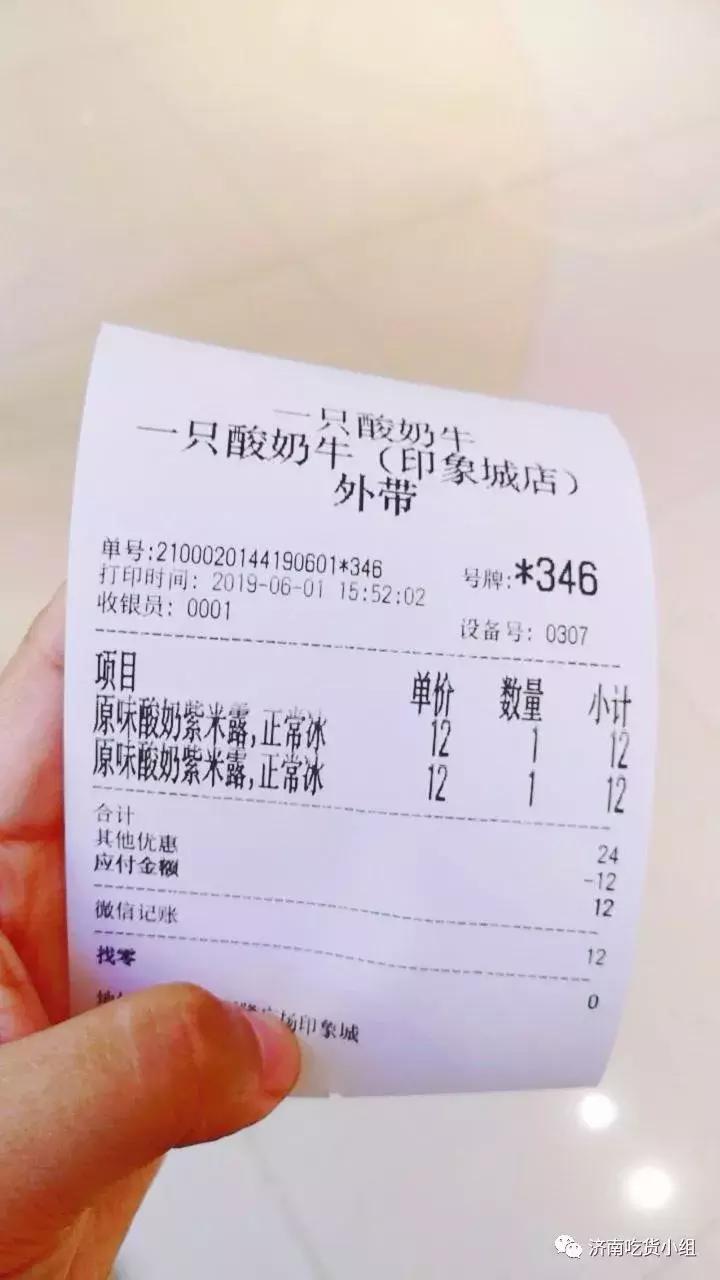 一只酸奶牛
一只酸奶牛（印象城店）
外带
单号:2100020144190601*346 号牌:*346
打印时间: 2019-06-01 15:52:02
收银员: 0001 设备号: 0307
项目 单价 数量 小计
原味酸奶紫米露,正常冰 12 1 12
原味酸奶紫米露,正常冰 12 1 12
合计 24
其他优惠 -12
应付金额 12
微信记账 12
找零 0
广场印象城
济南吃货小组